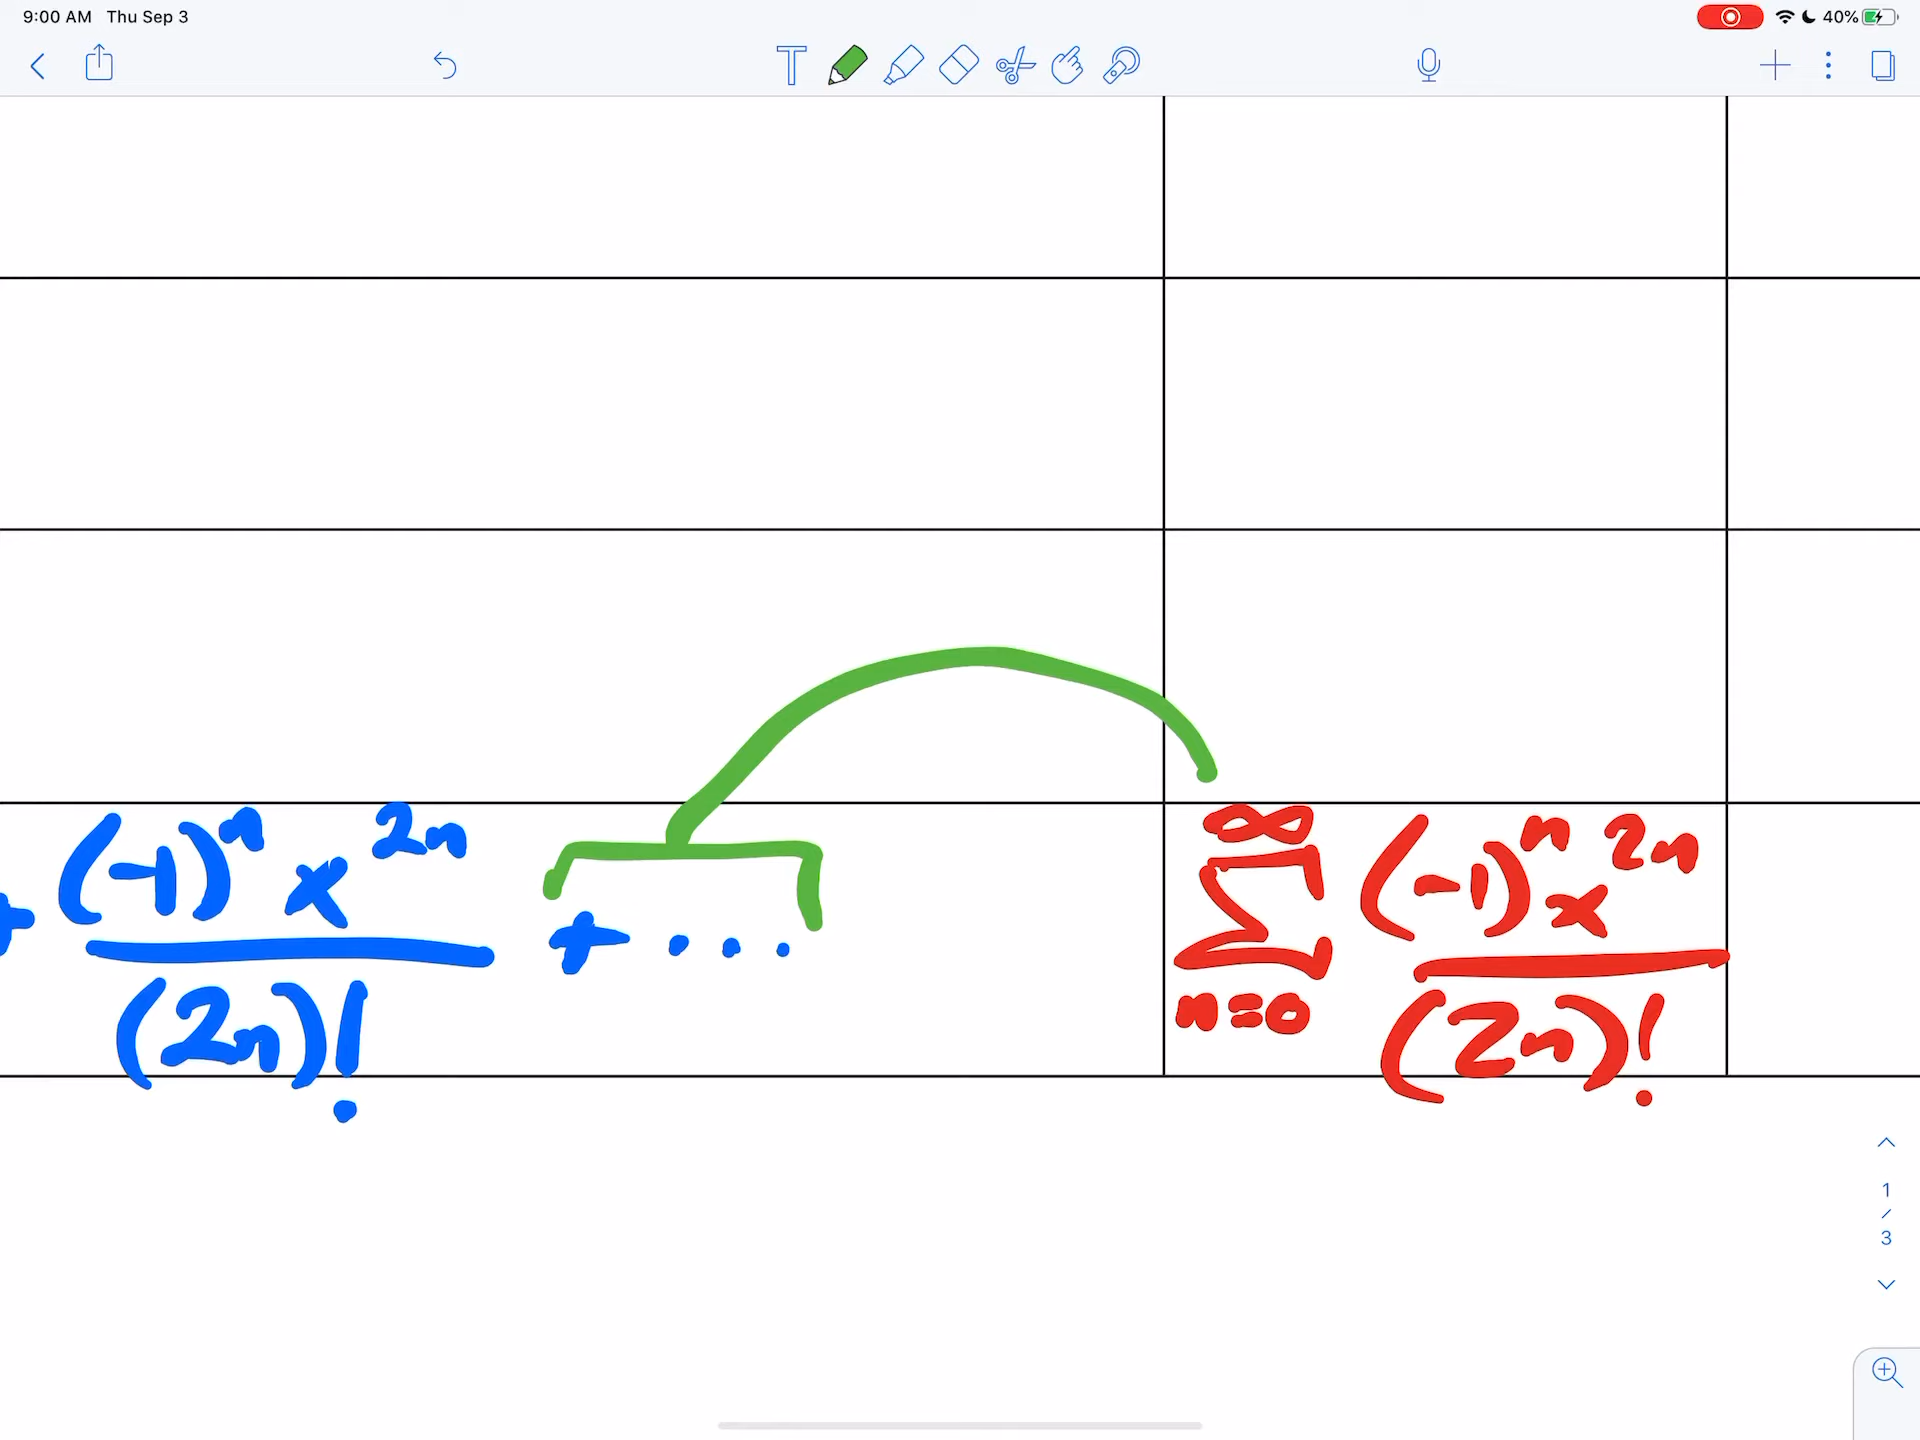 9:00 AM Thu Sep 3
40%
+ (-1)^n x^{2n} / (2n)! + ....
∞ Σ n=0 (-1)^n x^{2n} / (2n)!
1
/
3